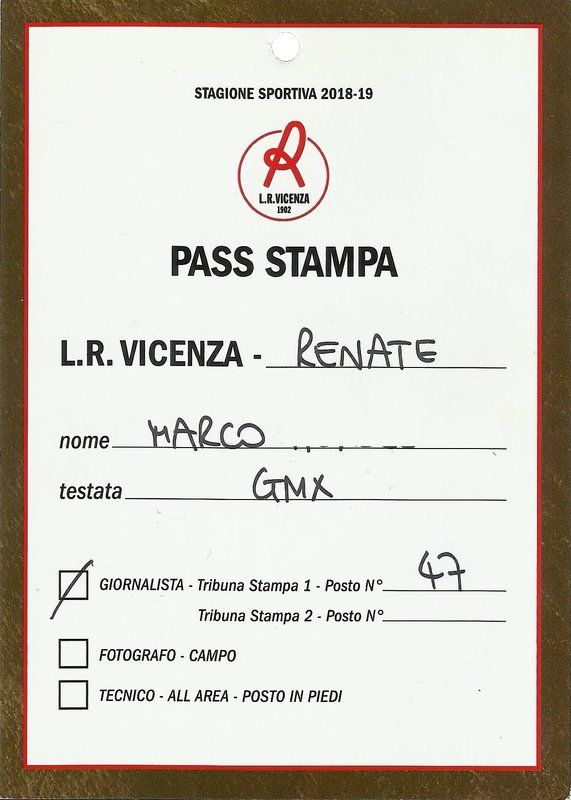 STAGIONE SPORTIVA 2018-19
L.R.VICENZA
1902
PASS STAMPA
L.R. VICENZA - RENATE
nome MARCO
testata GMX
GIORNALISTA - Tribuna Stampa 1 - Posto N° 47
Tribuna Stampa 2 - Posto N°
FOTOGRAFO - CAMPO
TECNICO - ALL AREA - POSTO IN PIEDI